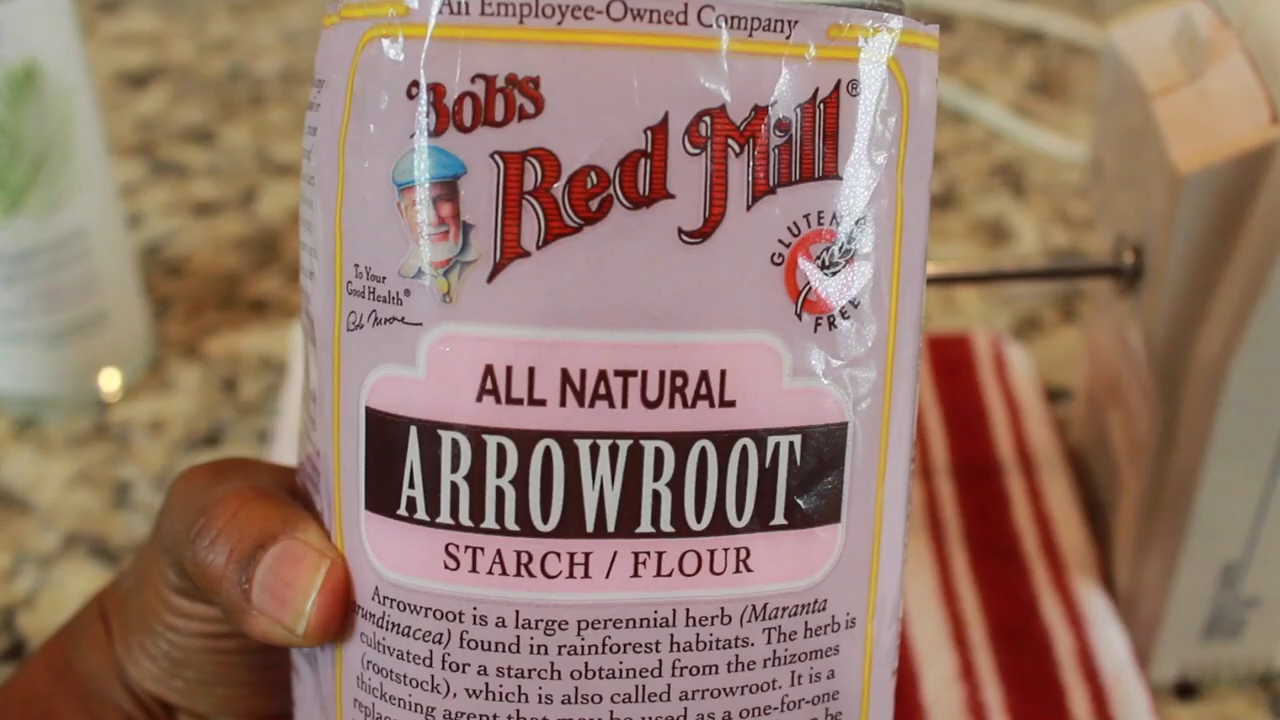 An Employee-Owned Company
Bob's
Red Mill®
GLUTEN
FREE
To Your
Good Health®
Bob Moore
ALL NATURAL
ARROWROOT
STARCH / FLOUR
Arrowroot is a large perennial herb (Maranta
arundinacea) found in rainforest habitats. The herb is
cultivated for a starch obtained from the rhizomes
(rootstock), which is also called arrowroot. It is a
thickening agent that may be used as a one-for-one
be